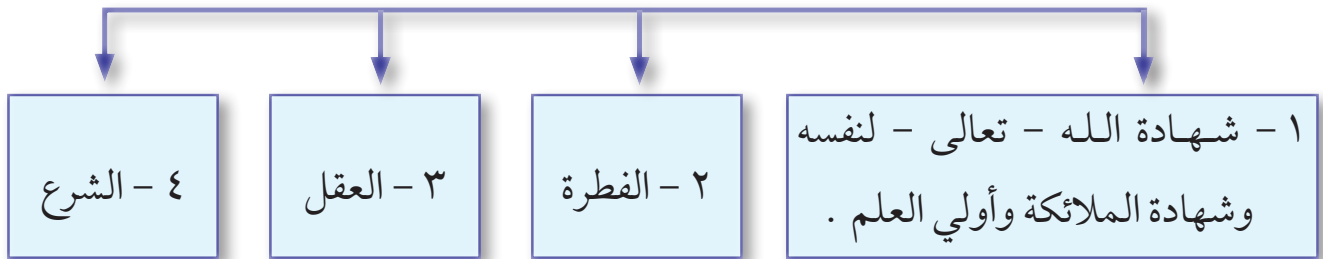 ١ - شهادة الله - تعالى - لنفسه
وشهادة الملائكة وأولي العلم .
٢ - الفطرة
٣ - العقل
٤ - الشرع